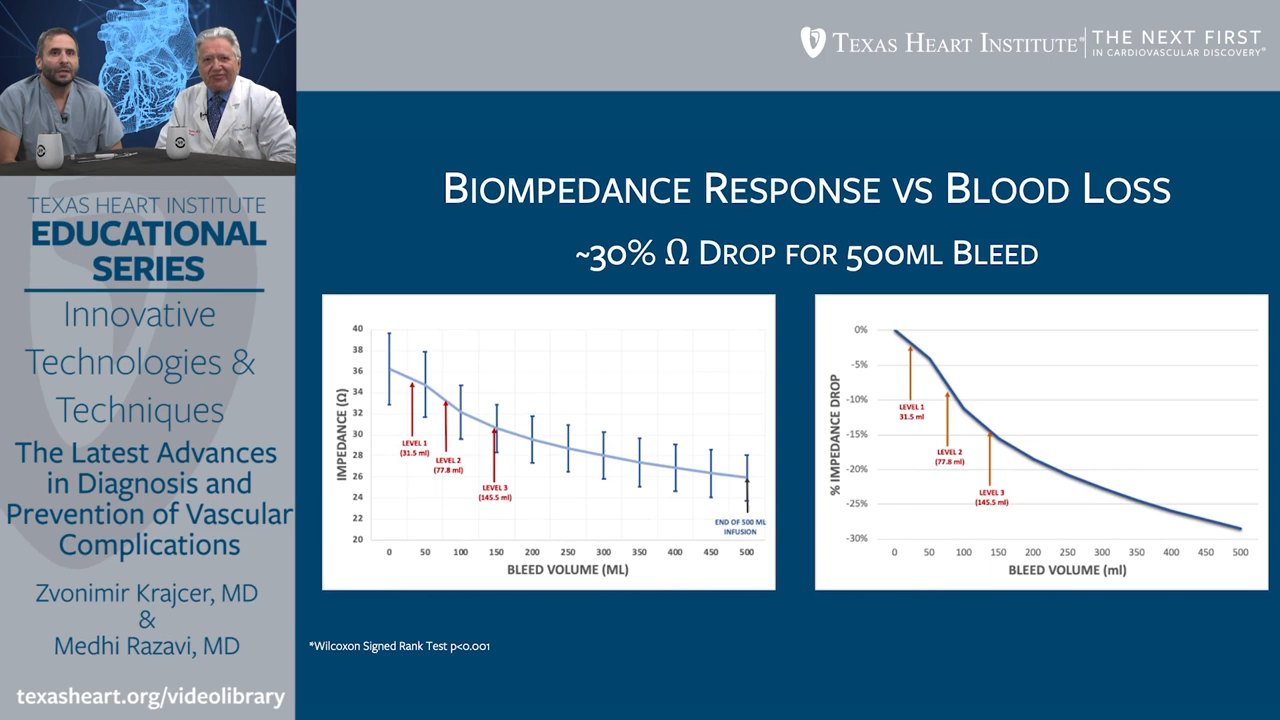 TEXAS HEART INSTITUTE
EDUCATIONAL
SERIES
Innovative
Technologies &
Techniques
The Latest Advances
in Diagnosis and
Prevention of Vascular
Complications
Zvonimir Krajcer, MD
&
Medhi Razavi, MD
texasheart.org/videolibrary
TEXAS HEART INSTITUTE®
THE NEXT FIRST
IN CARDIOVASCULAR DISCOVERY®
BIOMPEDANCE RESPONSE VS BLOOD LOSS
~30% Ω DROP FOR 500ML BLEED
IMPEDANCE (Ω)
40
38
36
34
32
30
28
26
24
22
20
LEVEL 1
(31.5 ml)
LEVEL 2
(77.8 ml)
LEVEL 3
(145.5 ml)
END OF 500 ML
INFUSION
0 50 100 150 200 250 300 350 400 450 500
BLEED VOLUME (ML)
% IMPEDANCE DROP
0%
-5%
-10%
-15%
-20%
-25%
-30%
LEVEL 1
31.5 ml
LEVEL 2
(77.8 ml)
LEVEL 3
(145.5 ml)
0 50 100 150 200 250 300 350 400 450 500
BLEED VOLUME (ml)
*Wilcoxon Signed Rank Test p<0.001